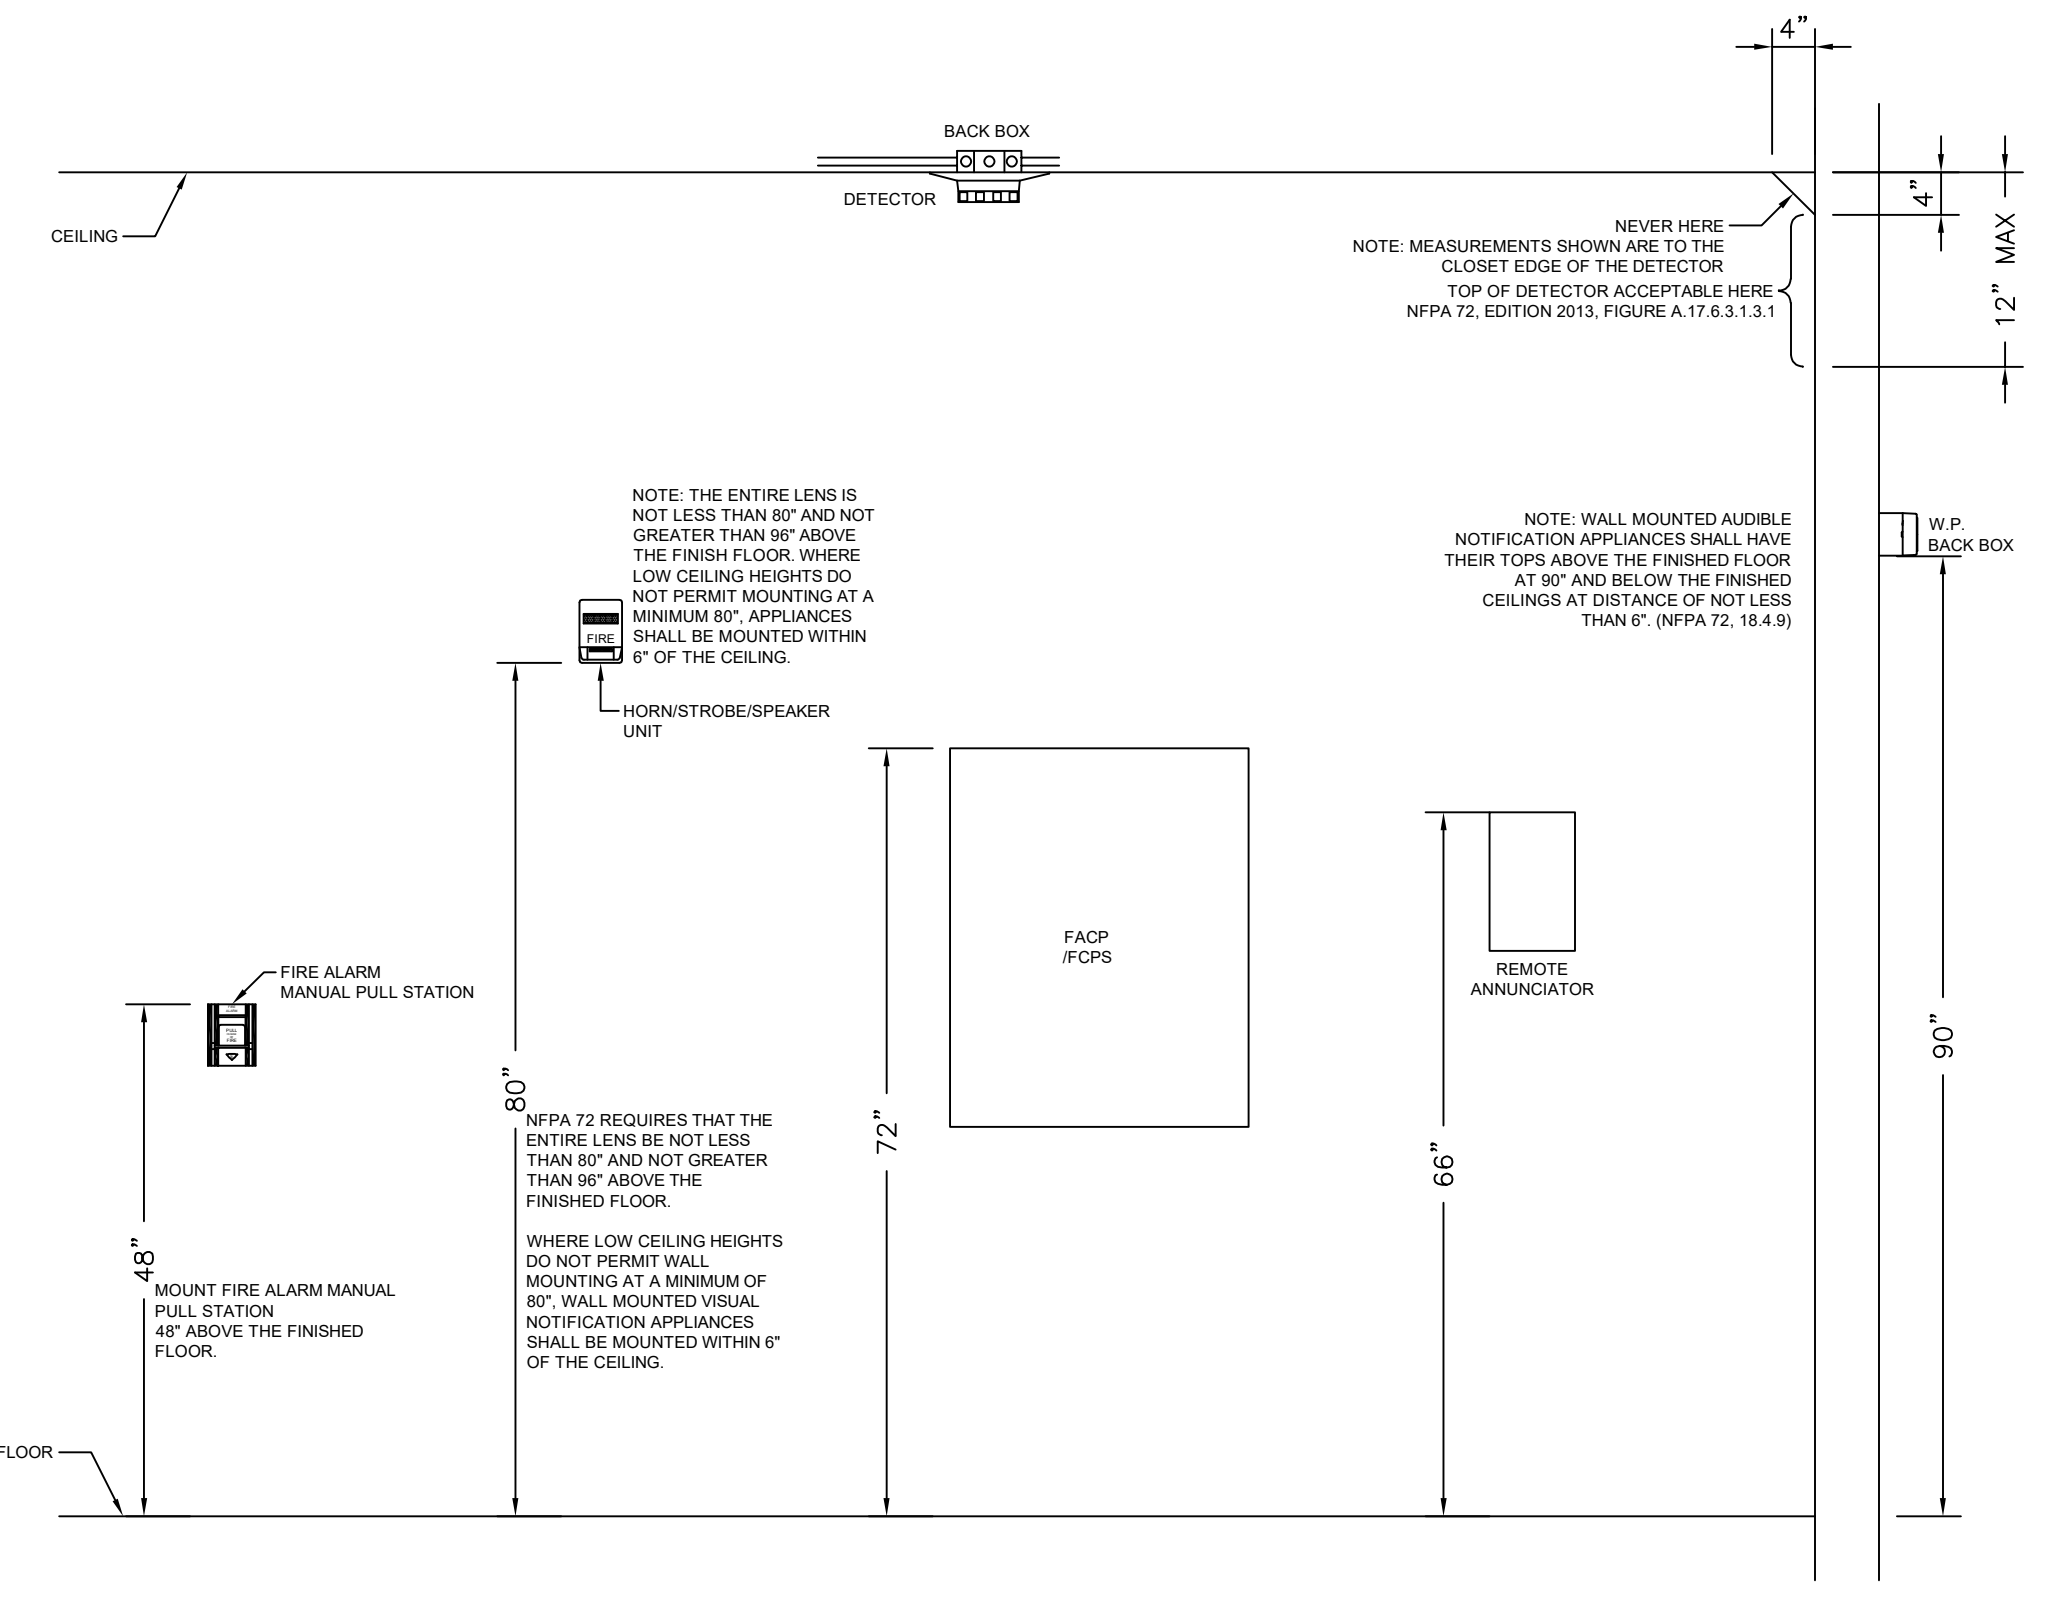 4”
BACK BOX
DETECTOR
CEILING
4”
12” MAX
NEVER HERE
NOTE: MEASUREMENTS SHOWN ARE TO THE
CLOSET EDGE OF THE DETECTOR
TOP OF DETECTOR ACCEPTABLE HERE
NFPA 72, EDITION 2013, FIGURE A.17.6.3.1.3.1
NOTE: THE ENTIRE LENS IS
NOT LESS THAN 80" AND NOT
GREATER THAN 96" ABOVE
THE FINISH FLOOR. WHERE
LOW CEILING HEIGHTS DO
NOT PERMIT MOUNTING AT A
MINIMUM 80", APPLIANCES
SHALL BE MOUNTED WITHIN
6" OF THE CEILING.
FIRE
HORN/STROBE/SPEAKER
UNIT
NOTE: WALL MOUNTED AUDIBLE
NOTIFICATION APPLIANCES SHALL HAVE
THEIR TOPS ABOVE THE FINISHED FLOOR
AT 90" AND BELOW THE FINISHED
CEILINGS AT DISTANCE OF NOT LESS
THAN 6". (NFPA 72, 18.4.9)
W.P.
BACK BOX
FACP
/FCPS
REMOTE
ANNUNCIATOR
FIRE ALARM
MANUAL PULL STATION
PULL
FIRE
48”
MOUNT FIRE ALARM MANUAL
PULL STATION
48" ABOVE THE FINISHED
FLOOR.
80”
NFPA 72 REQUIRES THAT THE
ENTIRE LENS BE NOT LESS
THAN 80" AND NOT GREATER
THAN 96" ABOVE THE
FINISHED FLOOR.
WHERE LOW CEILING HEIGHTS
DO NOT PERMIT WALL
MOUNTING AT A MINIMUM OF
80", WALL MOUNTED VISUAL
NOTIFICATION APPLIANCES
SHALL BE MOUNTED WITHIN 6"
OF THE CEILING.
72”
66”
90”
FLOOR